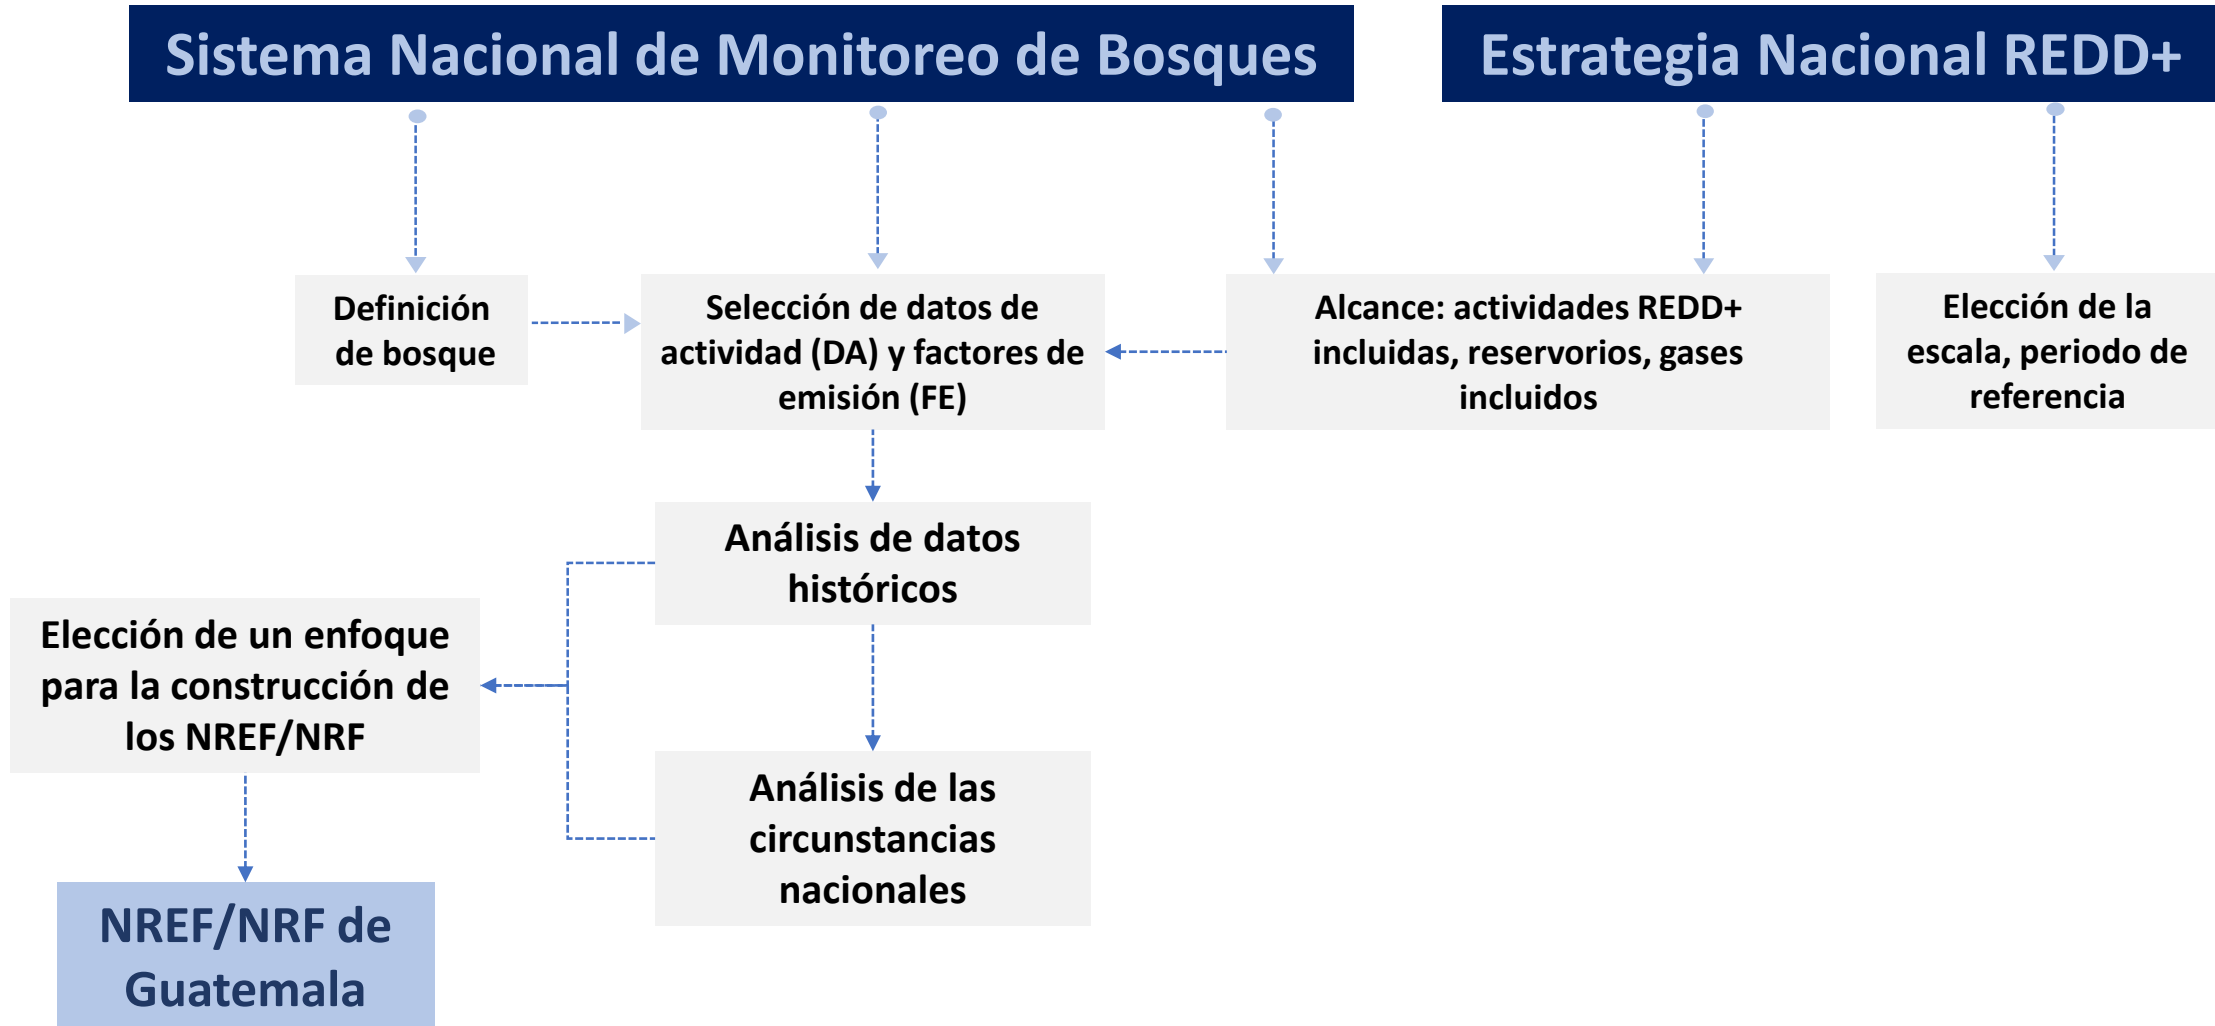 Sistema Nacional de Monitoreo de Bosques
Estrategia Nacional REDD+
Definición
de bosque
Selección de datos de
actividad (DA) y factores de
emisión (FE)
Alcance: actividades REDD+
incluidas, reservorios, gases
incluidos
Elección de la
escala, periodo de
referencia
Análisis de datos
históricos
Elección de un enfoque
para la construcción de
los NREF/NRF
Análisis de las
circunstancias
nacionales
NREF/NRF de
Guatemala